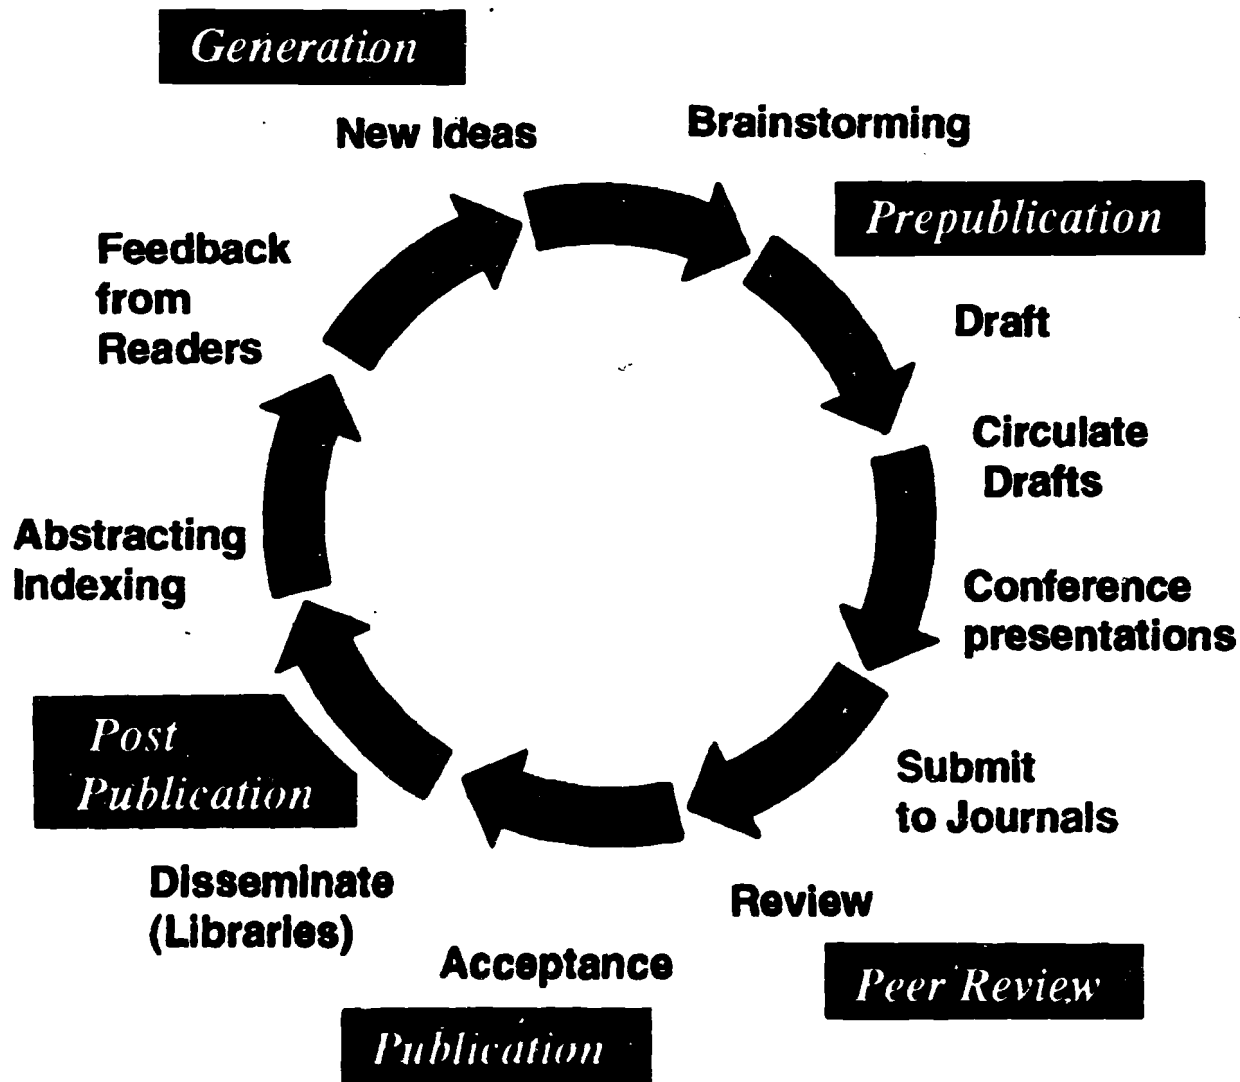 Generation
New Ideas
Brainstorming
Prepublication
Draft
Circulate
Drafts
Conference
presentations
Submit
to Journals
Review
Peer Review
Acceptance
Publication
Disseminate
(Libraries)
Post
Publication
Abstracting
Indexing
Feedback
from
Readers